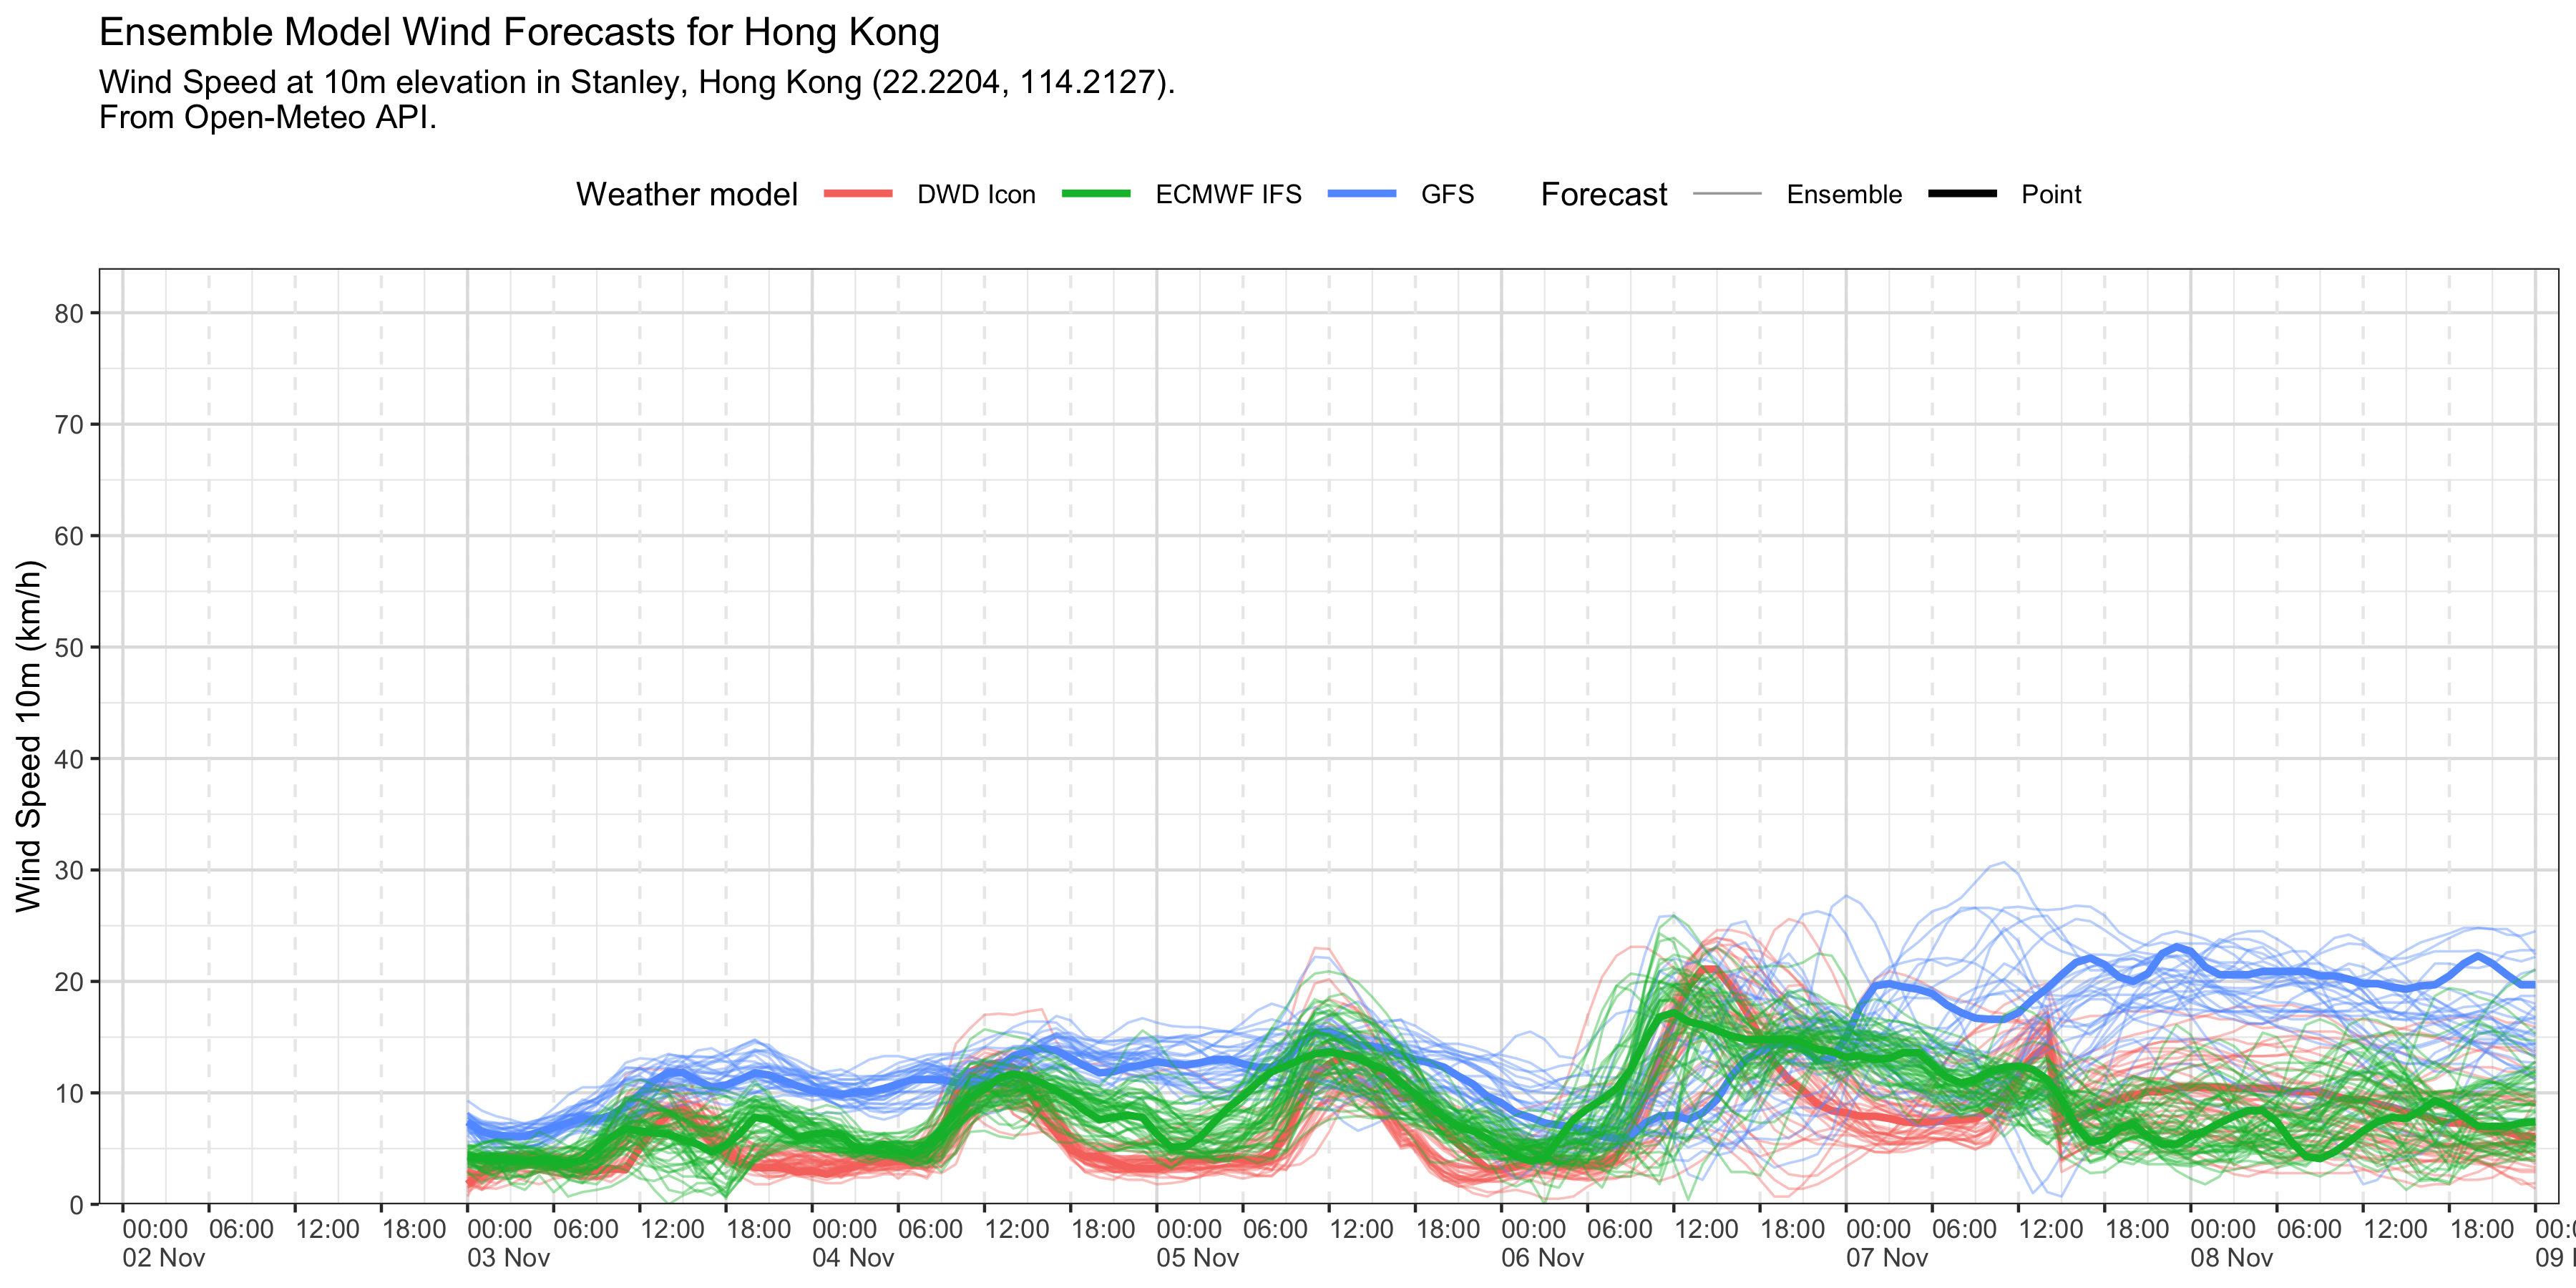 Ensemble Model Wind Forecasts for Hong Kong
Wind Speed at 10m elevation in Stanley, Hong Kong (22.2204, 114.2127).
From Open-Meteo API.
Weather model DWD Icon ECMWF IFS GFS Forecast Ensemble Point
Wind Speed 10m (km/h)
80
70
60
50
40
30
20
10
0
00:00 06:00 12:00 18:00 00:00 06:00 12:00 18:00 00:00 06:00 12:00 18:00 00:00 06:00 12:00 18:00 00:00 06:00 12:00 18:00 00:00 06:00 12:00 18:00 00:00 06:00 12:00 18:00
02 Nov 03 Nov 04 Nov 05 Nov 06 Nov 07 Nov 08 Nov 09